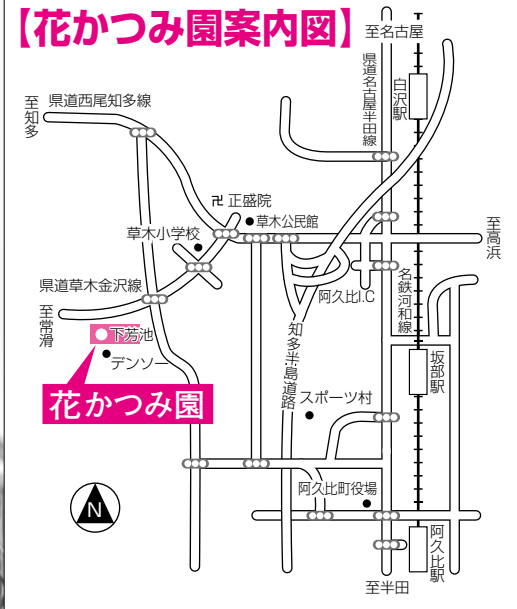 【花かつみ園案内図】
至名古屋
県道名古屋半田線
白沢駅
至知多
県道西尾知多線
卍 正盛院
草木公民館
草木小学校
至高浜
県道草木金沢線
至常滑
阿久比I.C
名鉄河和線
下芳池
デンソー
花かつみ園
知多半島道路
坂部駅
スポーツ村
阿久比町役場
阿久比駅
至半田
N